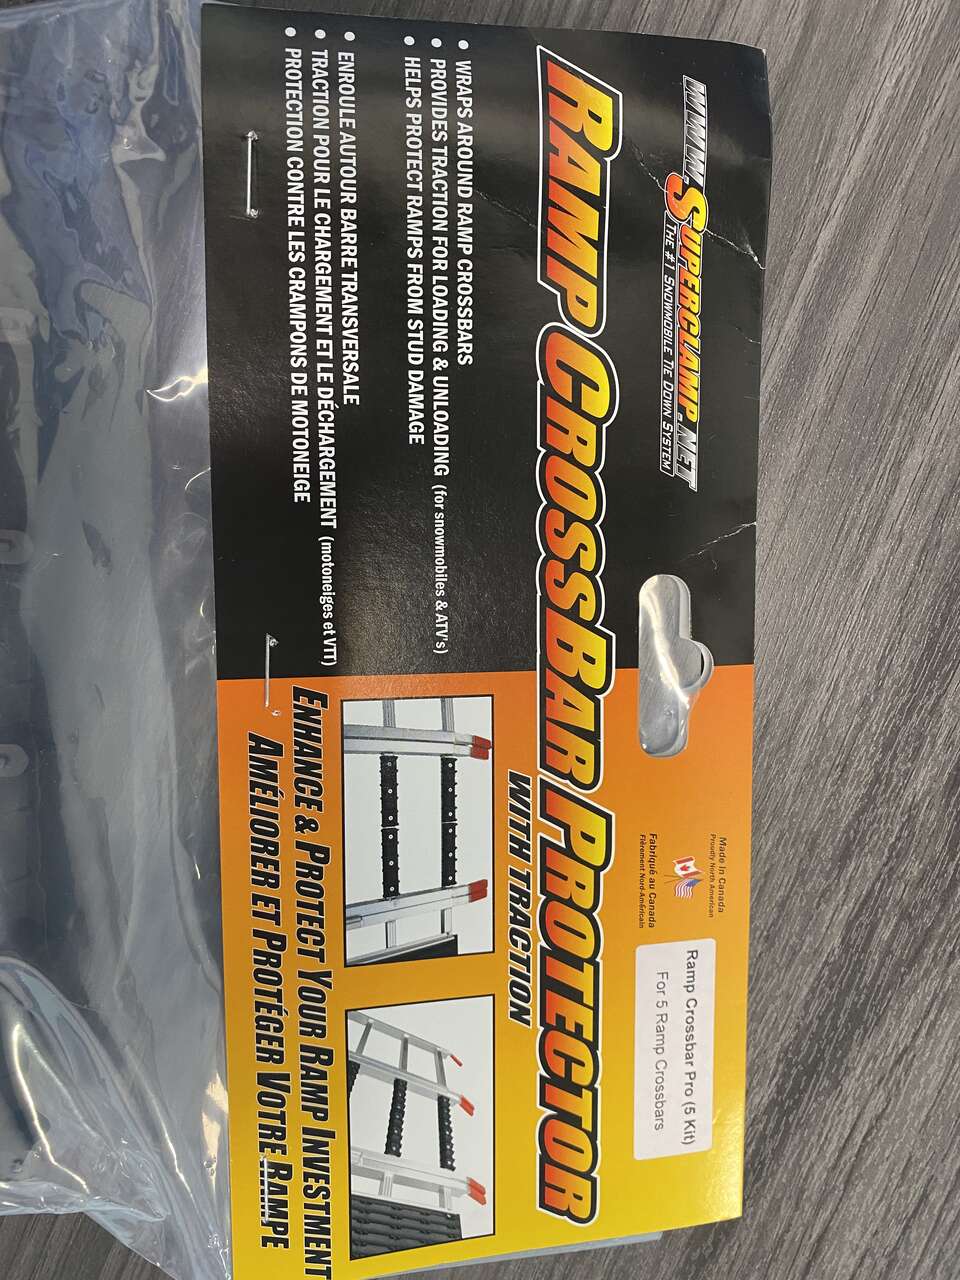 www.Superclamp.net
The #1 Snowmobile Tie Down System
Made in Canada
Proudly North American
Fabriqué au Canada
Fièrement Nord-Américain
Ramp Crossbar Pro (5 Kit)
For 5 Ramp Crossbars
Ramp CrossBar Protector
with traction
• WRAPS AROUND RAMP CROSSBARS
• PROVIDES TRACTION FOR LOADING & UNLOADING (for snowmobiles & ATV's)
• HELPS PROTECT RAMPS FROM STUD DAMAGE
• ENROULE AUTOUR BARRE TRANSVERSALE
• TRACTION POUR LE CHARGEMENT ET LE DÉCHARGEMENT (motoneiges et VTT)
• PROTECTION CONTRE LES CRAMPONS DE MOTONEIGE
Enhance & Protect Your Ramp Investment
Améliorer et Protéger Votre Rampe